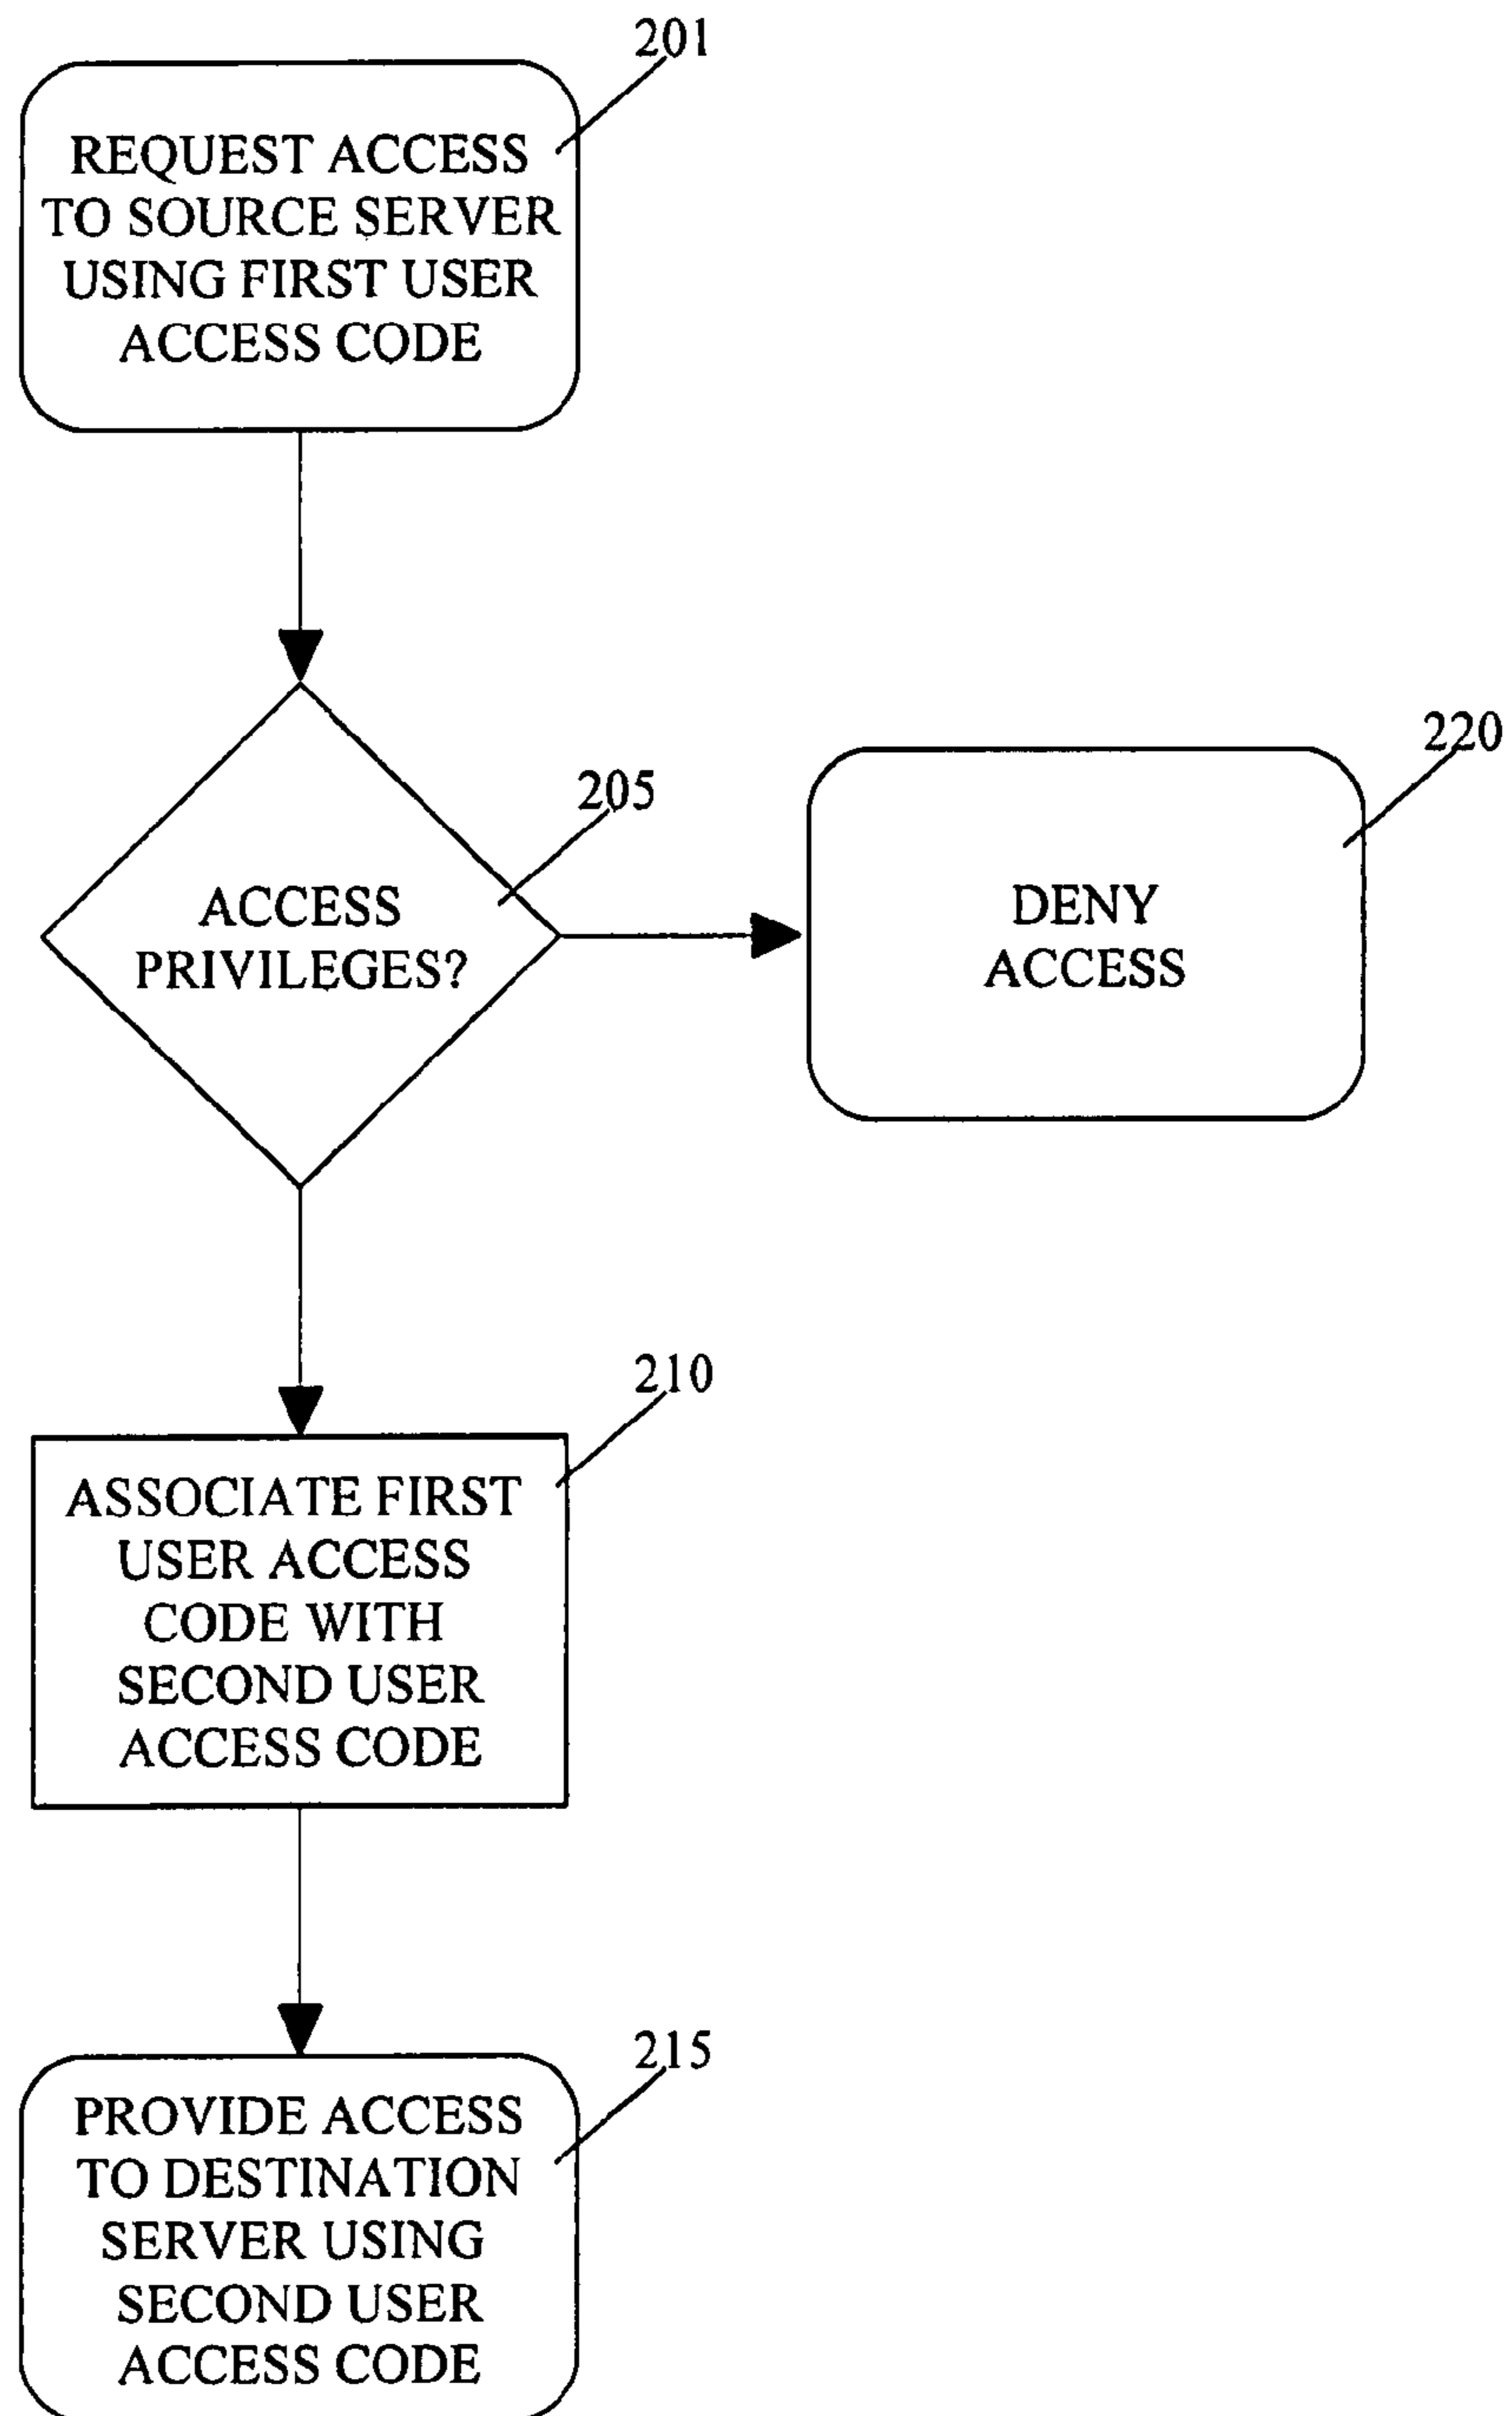 201
REQUEST ACCESS
TO SOURCE SERVER
USING FIRST USER
ACCESS CODE
205
ACCESS
PRIVILEGES?
220
DENY
ACCESS
210
ASSOCIATE FIRST
USER ACCESS
CODE WITH
SECOND USER
ACCESS CODE
215
PROVIDE ACCESS
TO DESTINATION
SERVER USING
SECOND USER
ACCESS CODE